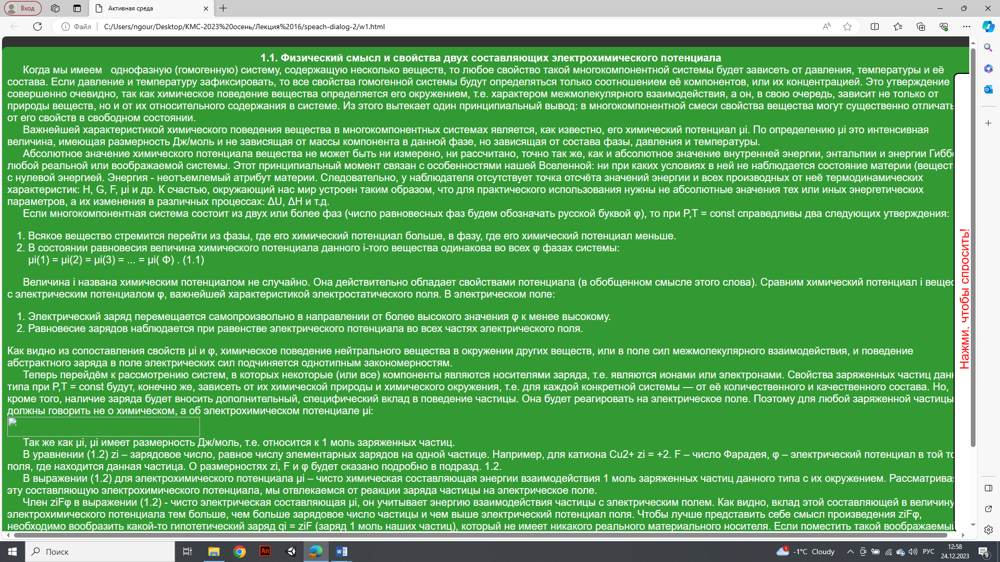 Вход
Активная среда
Файл
C:/Users/ngour/Desktop/КМС-2023%20осень/Лекция%2016/speach-dialog-2/w1.html
1.1. Физический смысл и свойства двух составляющих электрохимического потенциала
Когда мы имеем однофазную (гомогенную) систему, содержащую несколько веществ, то любое свойство такой многокомпонентной системы будет зависеть от давления, температуры и её
состава. Если давление и температуру зафиксировать, то все свойства гомогенной системы будут определяться только соотношением её компонентов, или их концентрацией. Это утверждение
совершенно очевидно, так как химическое поведение вещества определяется его окружением, т.е. характером межмолекулярного взаимодействия, а он, в свою очередь, зависит не только от
природы веществ, но и от их относительного содержания в системе. Из этого вытекает один принципиальный вывод: в многокомпонентной смеси свойства вещества могут существенно отличать
от его свойств в свободном состоянии.
Важнейшей характеристикой химического поведения вещества в многокомпонентных системах является, как известно, его химический потенциал μi. По определению μi это интенсивная
величина, имеющая размерность Дж/моль и не зависящая от массы компонента в данной фазе, но зависящая от состава фазы, давления и температуры.
Абсолютное значение химического потенциала вещества не может быть ни измерено, ни рассчитано, точно так же, как и абсолютное значение внутренней энергии, энтальпии и энергии Гиббс
любой реальной или воображаемой системы. Этот принципиальный момент связан с особенностями нашей Вселенной: ни при каких условиях в ней не наблюдается состояние материи (вещест
с нулевой энергией. Энергия - неотъемлемый атрибут материи. Следовательно, у наблюдателя отсутствует точка отсчёта значений энергии и всех производных от неё термодинамических
характеристик: H, G, F, μi и др. К счастью, окружающий нас мир устроен таким образом, что для практического использования нужны не абсолютные значения тех или иных энергетических
параметров, а их изменения в различных процессах: ΔU, ΔH и т.д.
Если многокомпонентная система состоит из двух или более фаз (число равновесных фаз будем обозначать русской буквой φ), то при P,T = const справедливы два следующих утверждения:
1. Всякое вещество стремится перейти из фазы, где его химический потенциал больше, в фазу, где его химический потенциал меньше.
2. В состоянии равновесия величина химического потенциала данного i-того вещества одинакова во всех φ фазах системы:
μi(1) = μi(2) = μi(3) = ... = μi( Φ) . (1.1)
Величина i названа химическим потенциалом не случайно. Она действительно обладает свойствами потенциала (в обобщенном смысле этого слова). Сравним химический потенциал i вещес
с электрическим потенциалом φ, важнейшей характеристикой электростатического поля. В электрическом поле:
1. Электрический заряд перемещается самопроизвольно в направлении от более высокого значения φ к менее высокому.
2. Равновесие зарядов наблюдается при равенстве электрического потенциала во всех частях электрического поля.
Как видно из сопоставления свойств μi и φ, химическое поведение нейтрального вещества в окружении других веществ, или в поле сил межмолекулярного взаимодействия, и поведение
абстрактного заряда в поле электрических сил подчиняется однотипным закономерностям.
Теперь перейдём к рассмотрению систем, в которых некоторые (или все) компоненты являются носителями заряда, т.е. являются ионами или электронами. Свойства заряженных частиц данн
типа при P,T = const будут, конечно же, зависеть от их химической природы и химического окружения, т.е. для каждой конкретной системы — от её количественного и качественного состава. Но,
кроме того, наличие заряда будет вносить дополнительный, специфический вклад в поведение частицы. Она будет реагировать на электрическое поле. Поэтому для любой заряженной частицы
должны говорить не о химическом, а об электрохимическом потенциале μi:
Так же как μi, μi имеет размерность Дж/моль, т.е. относится к 1 моль заряженных частиц.
В уравнении (1.2) zi – зарядовое число, равное числу элементарных зарядов на одной частице. Например, для катиона Cu2+ zi = +2. F – число Фарадея, φ – электрический потенциал в той то
поля, где находится данная частица. О размерностях zi, F и φ будет сказано подробно в подразд. 1.2.
В выражении (1.2) для электрохимического потенциала μi – чисто химическая составляющая энергии взаимодействия 1 моль заряженных частиц данного типа с их окружением. Рассматрива
эту составляющую электрохимического потенциала, мы отвлекаемся от реакции заряда частицы на электрическое поле.
Член ziFφ в выражении (1.2) - чисто электрическая составляющая μi, он учитывает энергию взаимодействия частицы с электрическим полем. Как видно, вклад этой составляющей в величину
электрохимического потенциала тем больше, чем больше зарядовое число частицы и чем выше электрический потенциал поля. Чтобы лучше представить себе смысл произведения ziFφ,
необходимо вообразить какой-то гипотетический заряд qi = ziF (заряд 1 моль наших частиц), который не имеет никакого реального материального носителя. Если поместить такой воображаемый
Нажми, чтобы спросить!
Поиск
An
1
-1°C Cloudy
РУС
12:58
24.12.2023
9